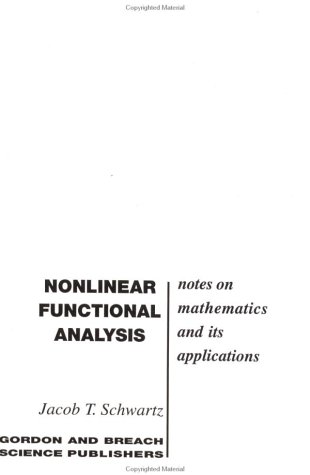 Copyrighted Material
NONLINEAR
FUNCTIONAL
ANALYSIS
notes on
mathematics
and its
applications
Jacob T. Schwartz
GORDON AND BREACH
SCIENCE PUBLISHERS
Copyrighted Material